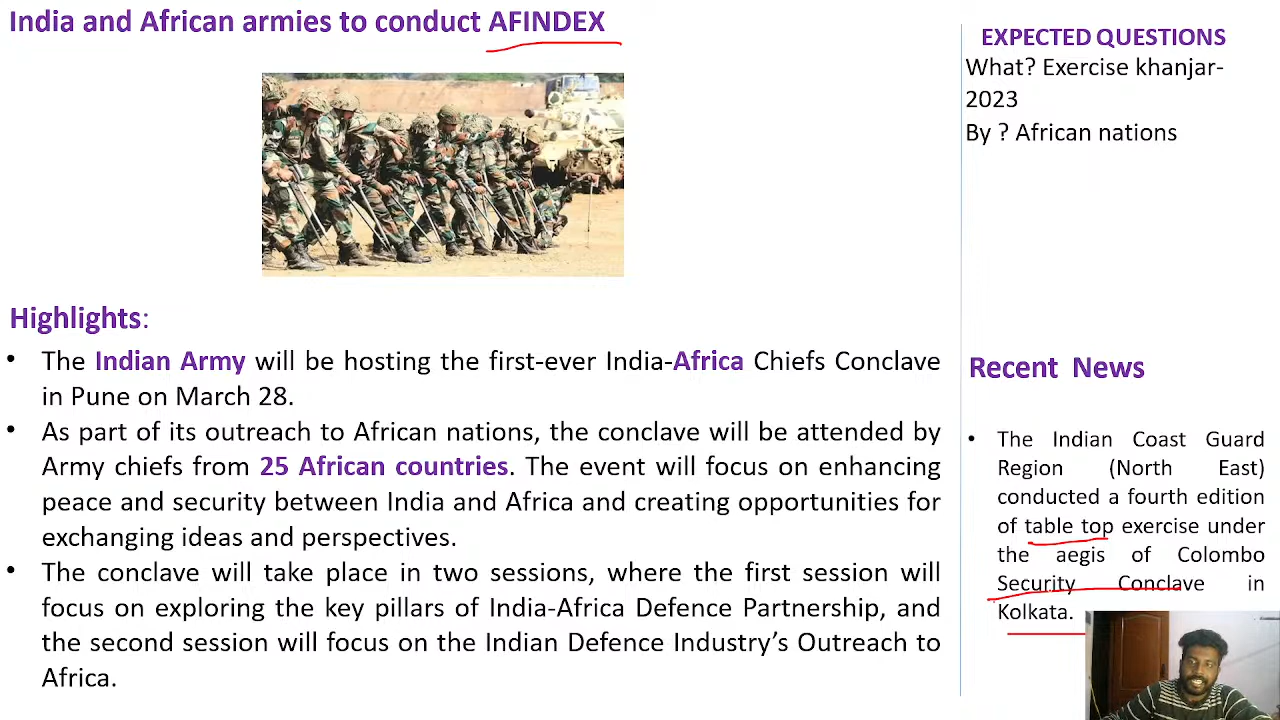 India and African armies to conduct AFINDEX
Highlights:
• The Indian Army will be hosting the first-ever India-Africa Chiefs Conclave
in Pune on March 28.
• As part of its outreach to African nations, the conclave will be attended by
Army chiefs from 25 African countries. The event will focus on enhancing
peace and security between India and Africa and creating opportunities for
exchanging ideas and perspectives.
• The conclave will take place in two sessions, where the first session will
focus on exploring the key pillars of India-Africa Defence Partnership, and
the second session will focus on the Indian Defence Industry’s Outreach to
Africa.
EXPECTED QUESTIONS
What? Exercise khanjar-
2023
By ? African nations
Recent News
• The Indian Coast Guard
Region (North East)
conducted a fourth edition
of table top exercise under
the aegis of Colombo
Security Conclave in
Kolkata.